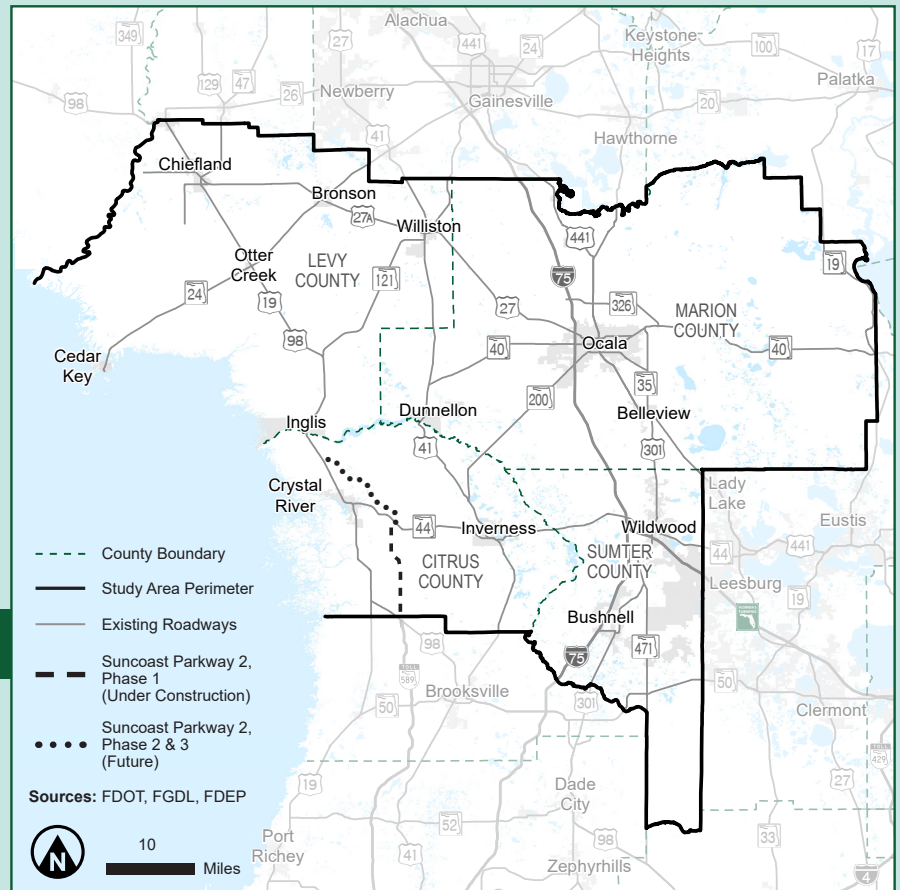 Alachua
349
27
441
24
Keystone
Heights
100
17
129
47
98
26
Newberry
Gainesville
20
Palatka
41
Hawthorne
Chiefland
Bronson
27A
Williston
441
Otter
Creek
LEVY
COUNTY
121
75
19
24
19
27
326
MARION
COUNTY
98
40
Ocala
40
Cedar
Key
200
35
Dunnellon
Belleview
Inglis
41
301
Crystal
River
Lady
Lake
44
Inverness
Wildwood
Eustis
44
441
CITRUS
COUNTY
SUMTER
COUNTY
Leesburg
19
Bushnell
98
75
471
TOLL
589
50
Brooksville
50
301
Clermont
TOLL
429
19
Dade
City
27
52
Port
Richey
41
98
33
Zephyrhills
4
County Boundary
Study Area Perimeter
Existing Roadways
Suncoast Parkway 2,
Phase 1
(Under Construction)
Suncoast Parkway 2,
Phase 2 & 3
(Future)
Sources: FDOT, FGDL, FDEP
N
10
Miles